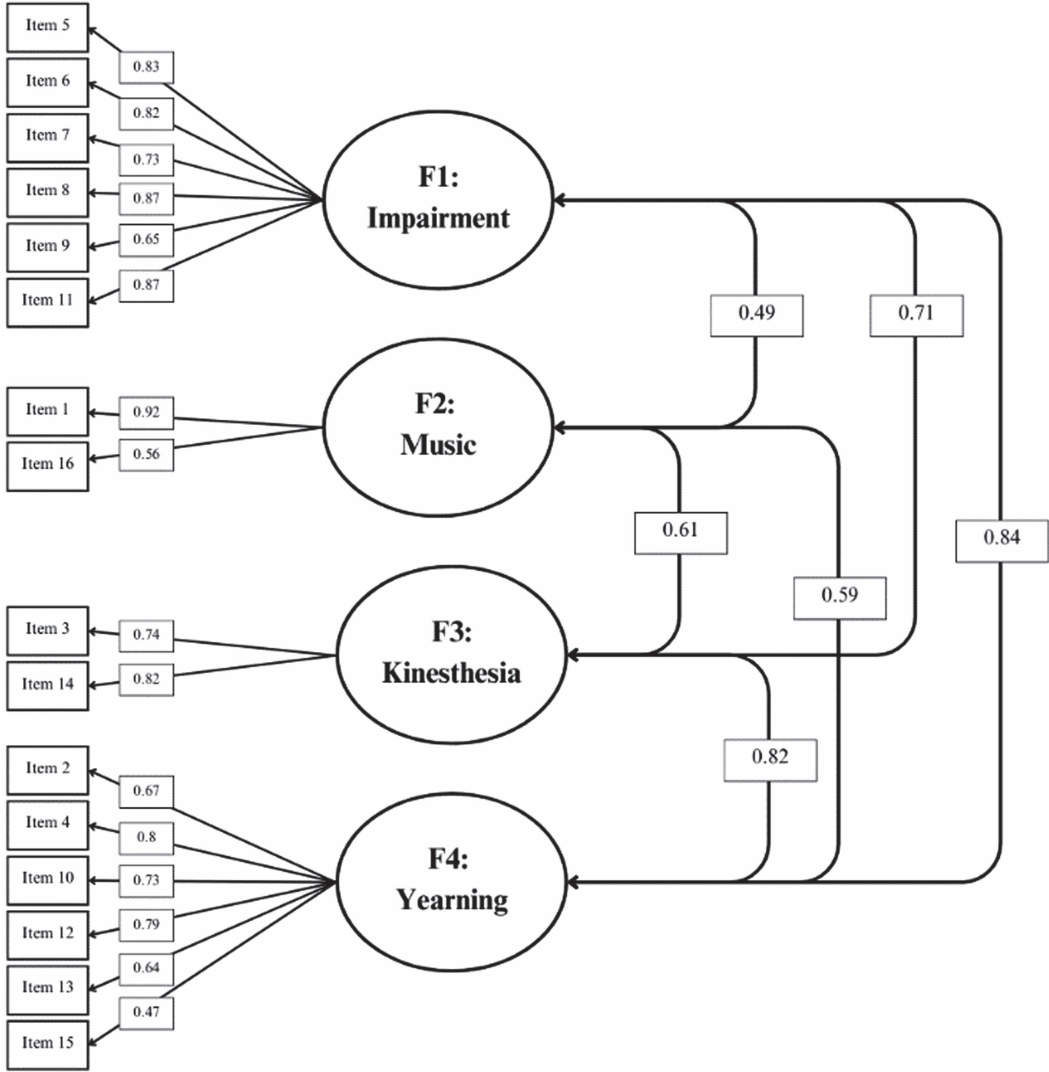 Item 5
0.83
Item 6
0.82
Item 7
0.73
Item 8
0.87
Item 9
0.65
Item 11
0.87
F1:
Impairment
0.49
0.71
Item 1
0.92
Item 16
0.56
F2:
Music
0.61
0.59
0.84
Item 3
0.74
Item 14
0.82
F3:
Kinesthesia
0.82
Item 2
0.67
Item 4
0.8
Item 10
0.73
Item 12
0.79
Item 13
0.64
Item 15
0.47
F4:
Yearning